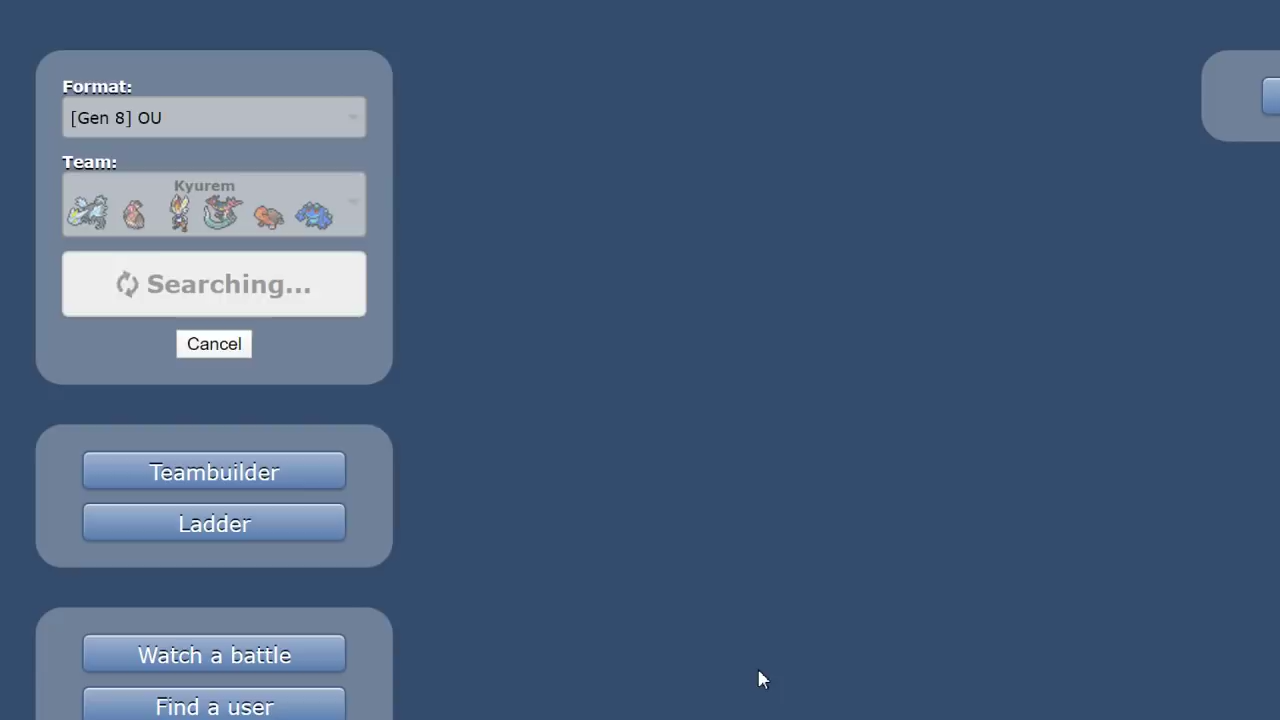 Format:
[Gen 8] OU
Team:
Kyurem
Searching...
Cancel
Teambuilder
Ladder
Watch a battle
Find a user